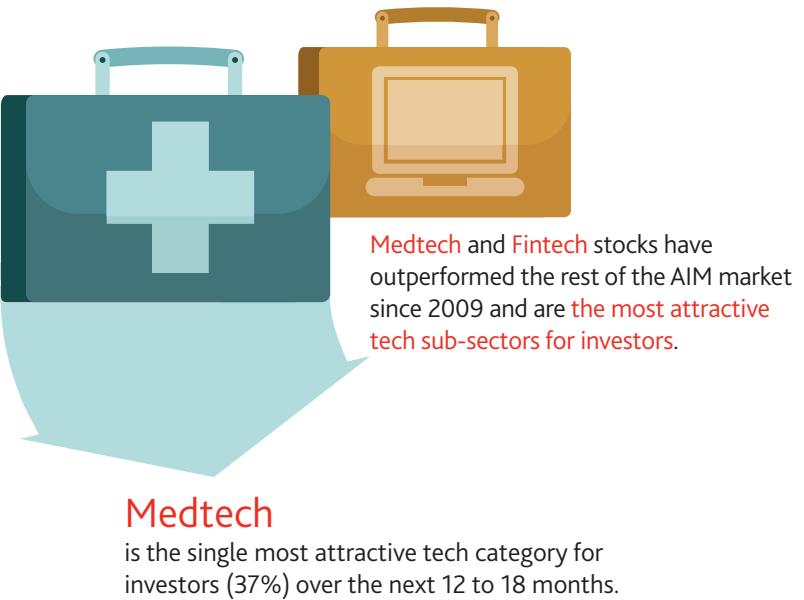 Medtech and Fintech stocks have
outperformed the rest of the AIM market
since 2009 and are the most attractive
tech sub-sectors for investors.
Medtech
is the single most attractive tech category for
investors (37%) over the next 12 to 18 months.